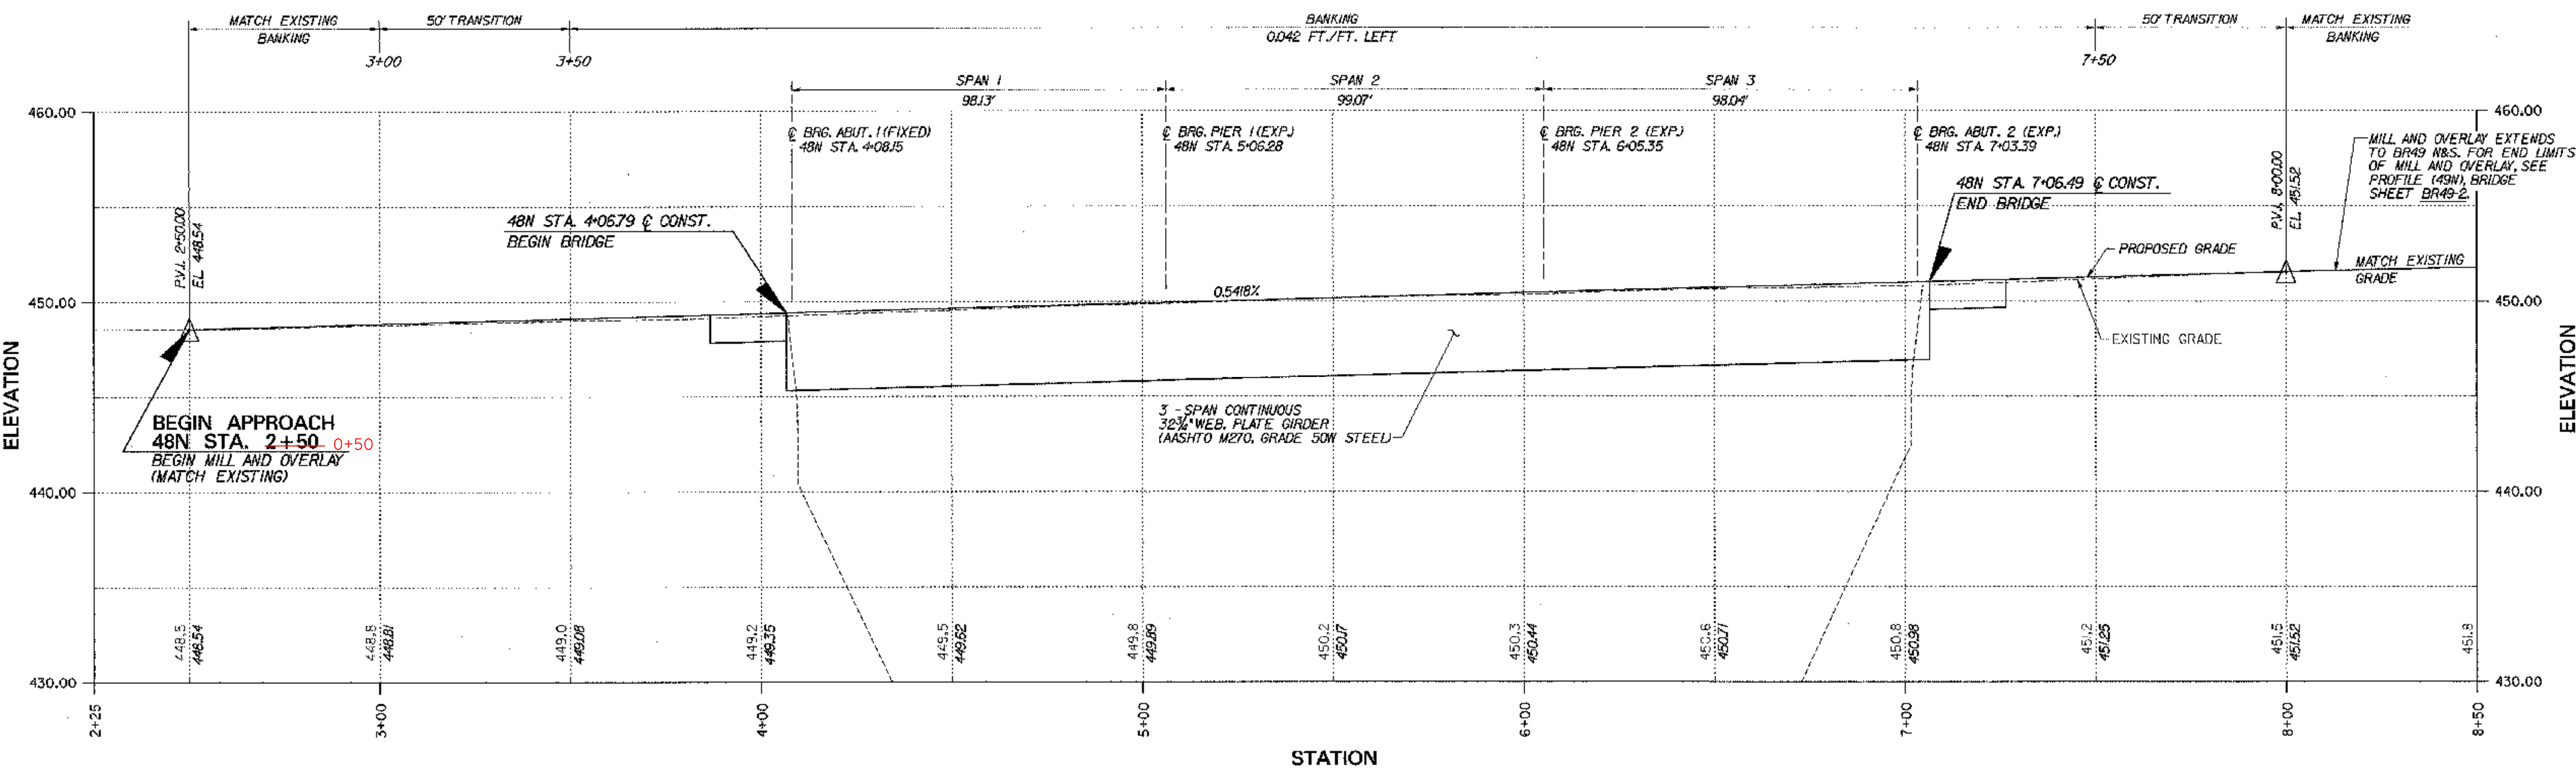 MATCH EXISTING
BANKING
50' TRANSITION
BANKING
0.042 FT./FT. LEFT
50' TRANSITION
MATCH EXISTING
BANKING
3+00
3+50
7+50
SPAN 1
98.13'
SPAN 2
99.07'
SPAN 3
98.04'
460.00
460.00
℄ BRG. ABUT. 1 (FIXED)
48N STA. 4+08.15
℄ BRG. PIER 1 (EXP.)
48N STA. 5+06.28
℄ BRG. PIER 2 (EXP.)
48N STA. 6+05.35
℄ BRG. ABUT. 2 (EXP.)
48N STA. 7+03.39
MILL AND OVERLAY EXTENDS
TO BR49 N&S. FOR END LIMITS
OF MILL AND OVERLAY, SEE
PROFILE (49N), BRIDGE
SHEET BR49-2.
P.V.I. 2+50.00
EL. 448.54
48N STA. 4+06.79 ℄ CONST.
BEGIN BRIDGE
48N STA. 7+06.49 ℄ CONST.
END BRIDGE
P.V.I. 8+00.00
EL. 451.52
PROPOSED GRADE
MATCH EXISTING
GRADE
450.00
0.5418%
450.00
EXISTING GRADE
ELEVATION
ELEVATION
BEGIN APPROACH
48N STA. 2+50 0+50
BEGIN MILL AND OVERLAY
(MATCH EXISTING)
3 - SPAN CONTINUOUS
32¾" WEB. PLATE GIRDER
(AASHTO M270, GRADE 50W STEEL)
440.00
440.00
448.5
448.54
448.8
448.81
449.0
449.08
449.2
449.35
449.5
449.62
449.8
449.89
450.2
450.17
450.3
450.44
450.6
450.71
450.8
450.98
451.2
451.25
451.5
451.52
451.8
430.00
430.00
2+25
3+00
4+00
5+00
6+00
7+00
8+00
8+50
STATION